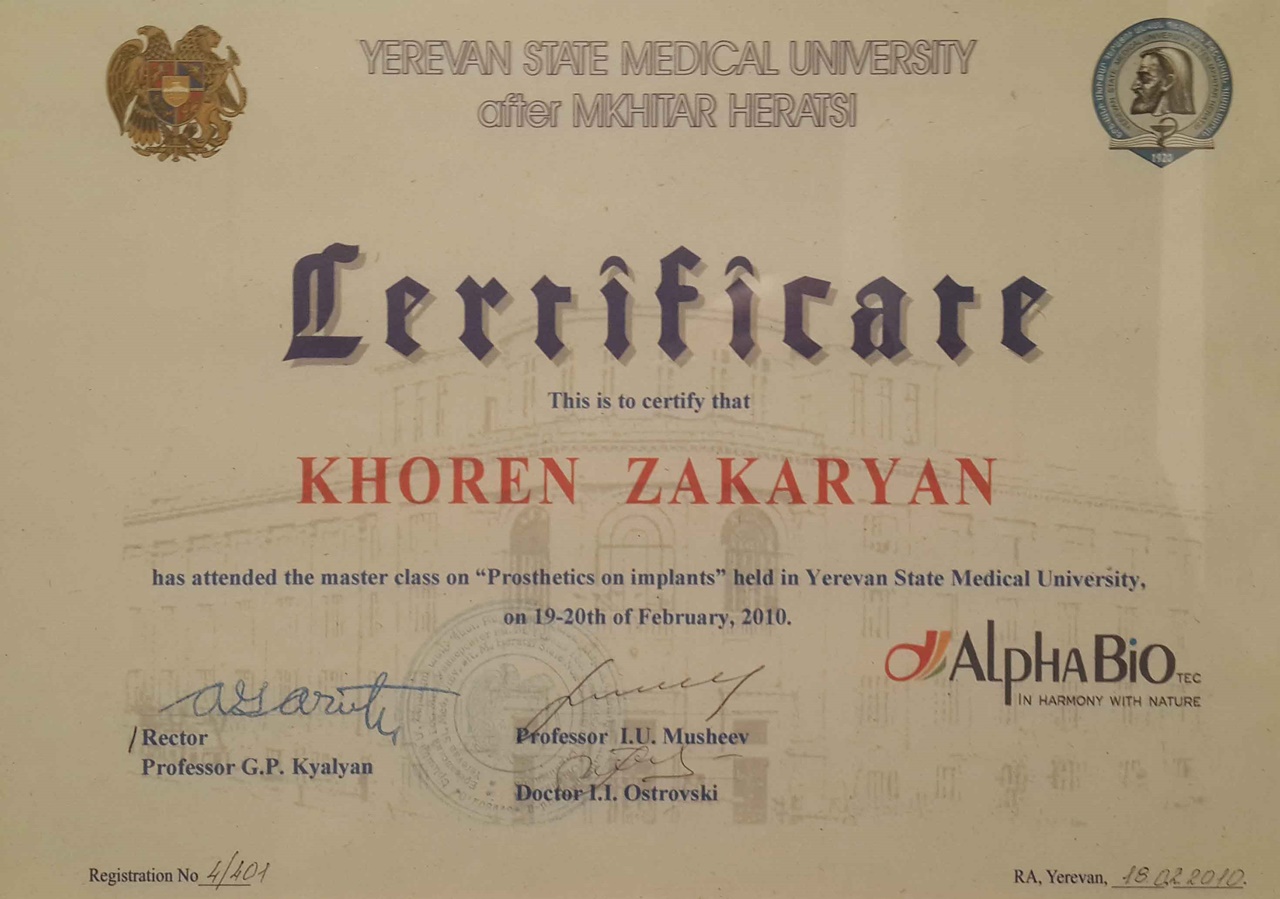 YEREVAN STATE MEDICAL UNIVERSITY
after MKHITAR HERATSI
1920
Certificate
This is to certify that
KHOREN ZAKARYAN
has attended the master class on “Prosthetics on implants” held in Yerevan State Medical University,
on 19-20th of February, 2010.
AlphaBio TEC
IN HARMONY WITH NATURE
/ Rector
Professor G.P. Kyalyan
Professor I.U. Musheev
Doctor I.I. Ostrovski
Registration No 4/401
RA, Yerevan, 18.02.2010.